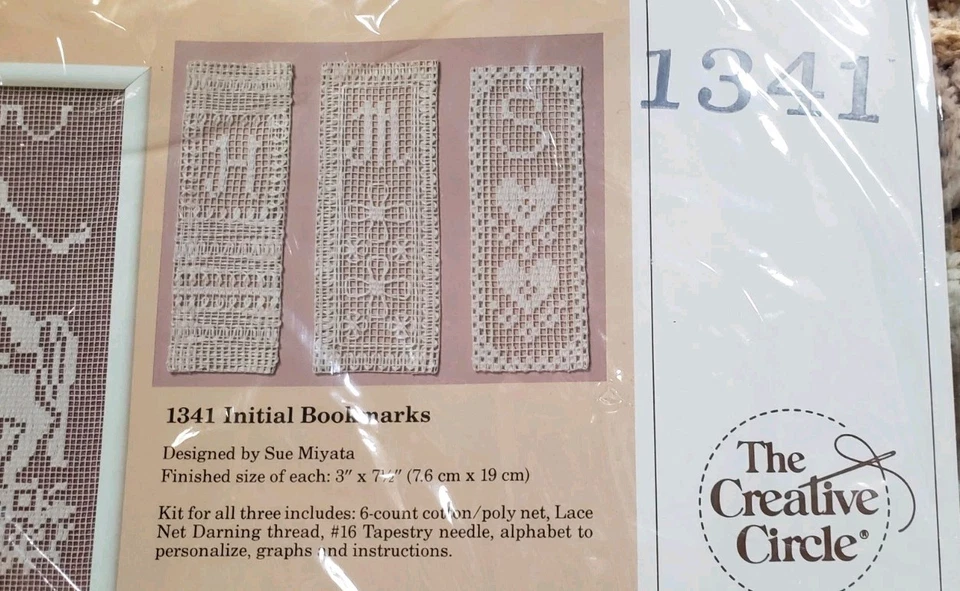 1341
H
M
S
1341 Initial Bookmarks
Designed by Sue Miyata
Finished size of each: 3″ x 7½″ (7.6 cm x 19 cm)
Kit for all three includes: 6-count cotton/poly net, Lace
Net Darning thread, #16 Tapestry needle, alphabet to
personalize, graphs and instructions.
The
Creative
Circle®